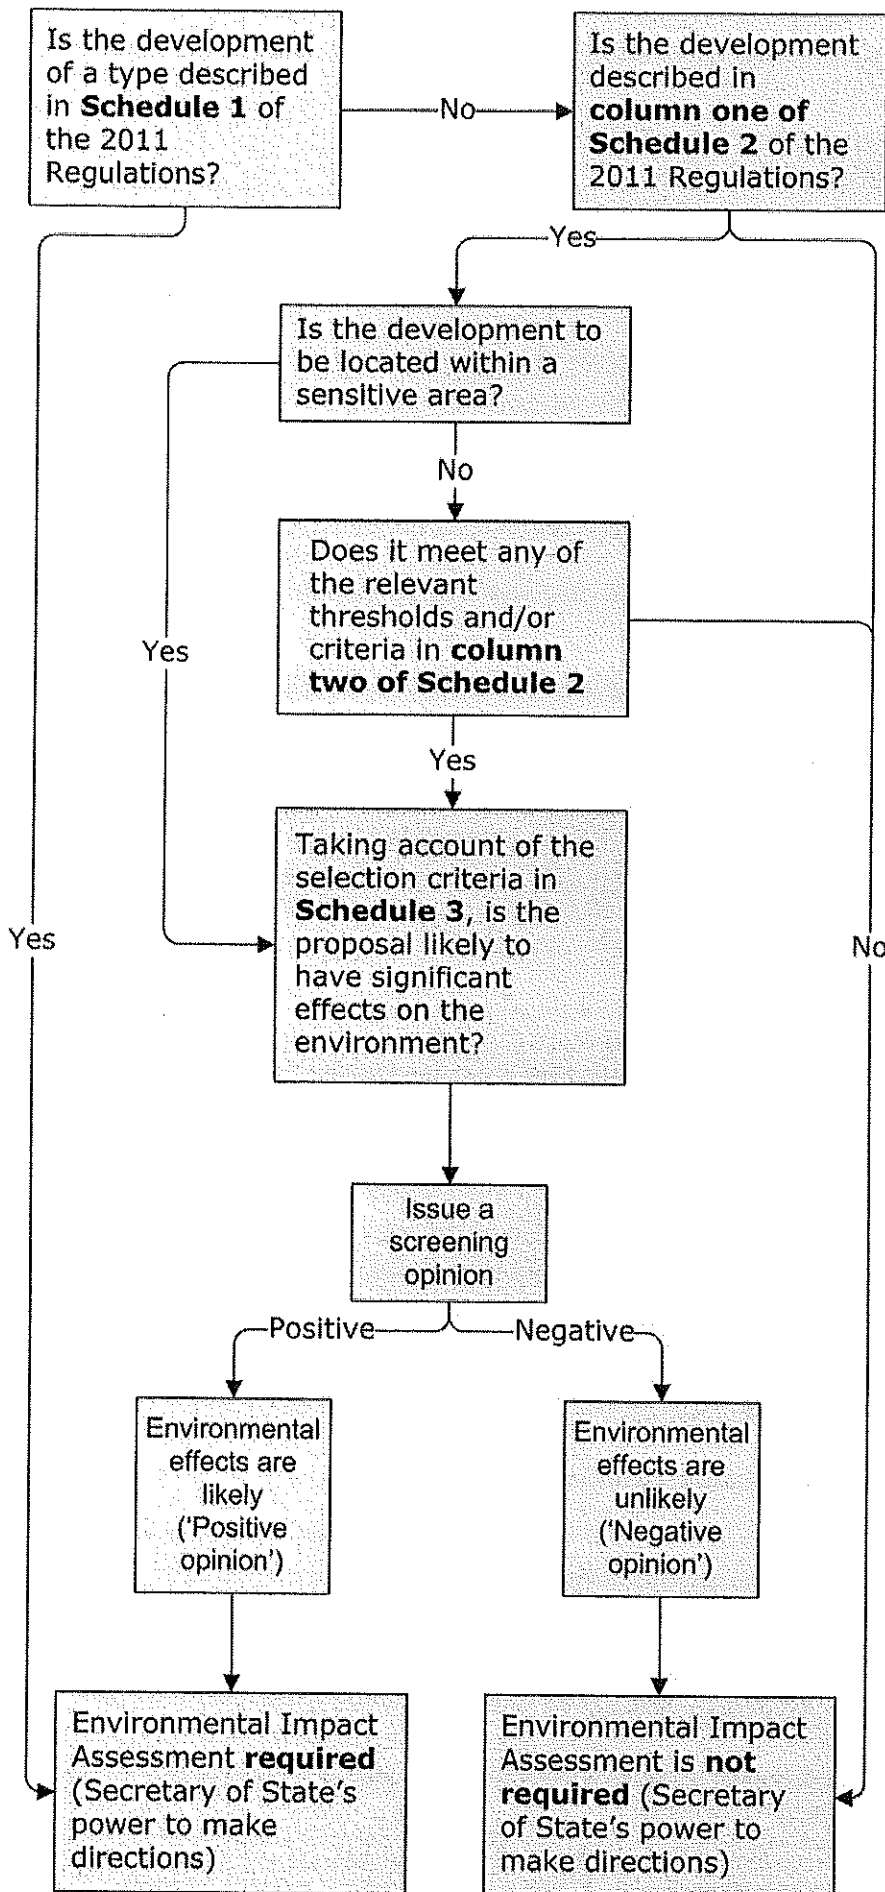 Is the development
of a type described
in Schedule 1 of
the 2011
Regulations?
No
Is the development
described in
column one of
Schedule 2 of the
2011 Regulations?
Yes
Is the development to
be located within a
sensitive area?
No
Does it meet any of
the relevant
thresholds and/or
criteria in column
two of Schedule 2
Yes
Yes
Taking account of the
selection criteria in
Schedule 3, is the
proposal likely to
have significant
effects on the
environment?
Yes
No
Issue a
screening
opinion
Positive
Negative
Environmental
effects are
likely
(‘Positive
opinion’)
Environmental
effects are
unlikely
(‘Negative
opinion’)
Environmental Impact
Assessment required
(Secretary of State’s
power to make
directions)
Environmental Impact
Assessment is not
required (Secretary
of State’s power to
make directions)